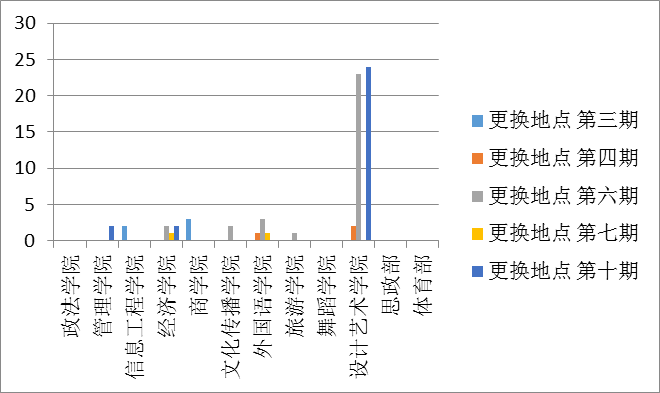 30
25
20
15
10
5
0
政法学院
管理学院
信息工程学院
经济学院
商学院
文化传播学院
外国语学院
旅游学院
舞蹈学院
设计艺术学院
思政部
体育部
更换地点 第三期
更换地点 第四期
更换地点 第六期
更换地点 第七期
更换地点 第十期